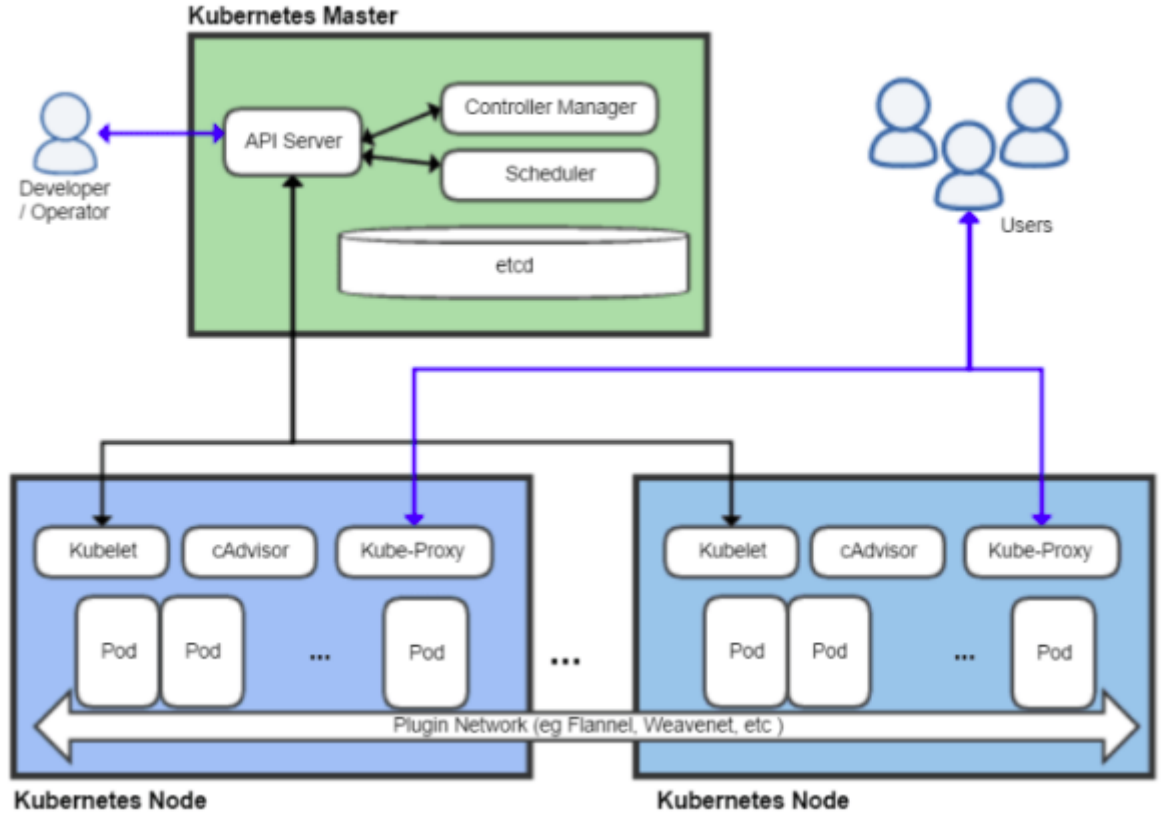 Kubernetes Master
Developer
/ Operator
API Server
Controller Manager
Scheduler
etcd
Users
Kubelet
cAdvisor
Kube-Proxy
Pod
Pod
...
Pod
...
Kubelet
cAdvisor
Kube-Proxy
Pod
Pod
...
Pod
Plugin Network (eg Flannel, Weavenet, etc )
Kubernetes Node
Kubernetes Node